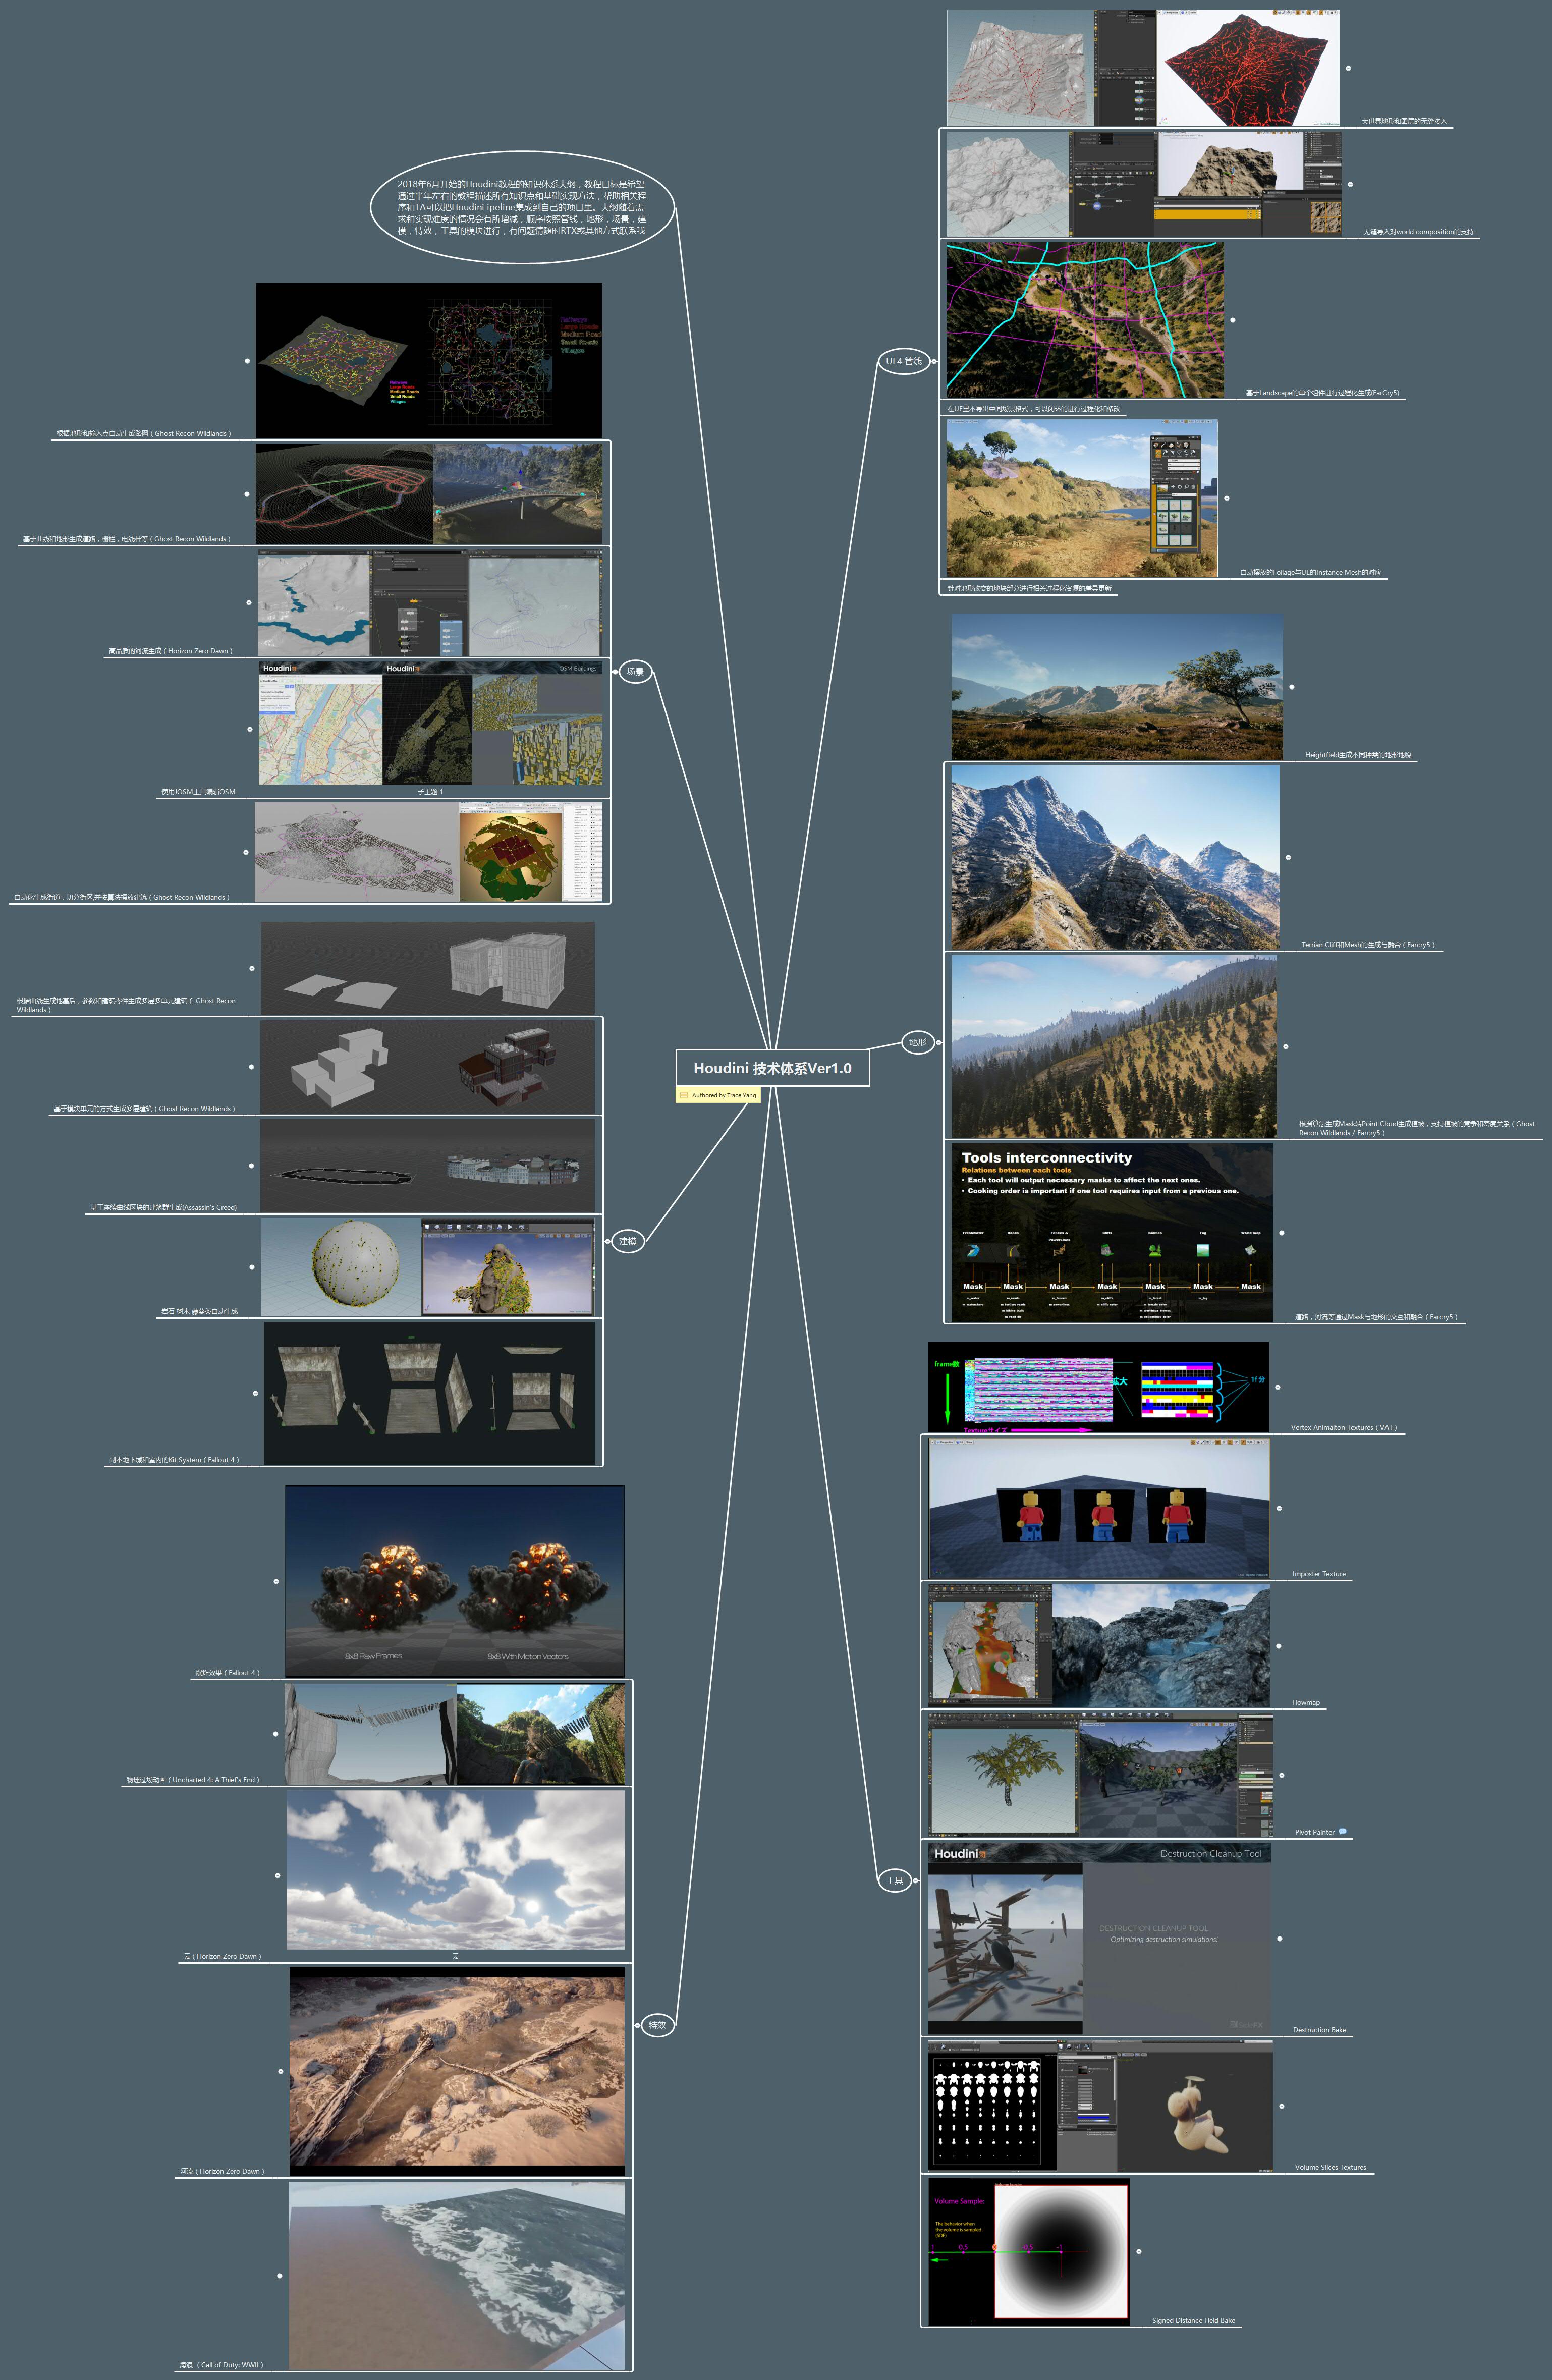 2018年6月开始的Houdini教程的知识体系大纲，教程目标是希望
通过半年左右的教程描述所有知识点和基础实现方法，帮助相关程
序和TA可以把Houdini ipeline集成到自己的项目里。大纲随着需
求和实现难度的情况会有所增减，顺序按照管线，地形，场景，建
模，特效，工具的模块进行，有问题请随时RTX或其他方式联系我
Houdini 技术体系Ver1.0
Authored by Trace Yang
UE4 管线
大世界地形和图层的无缝接入
无缝导入对world composition的支持
基于Landscape的单个组件进行过程化生成(FarCry5)
在UE里不导出中间场景格式，可以闭环的进行过程化和修改
自动摆放的Foliage与UE的Instance Mesh的对应
针对地形改变的地块部分进行相关过程化资源的差异更新
地形
Heightfield生成不同种类的地形地貌
Terrian Cliff和Mesh的生成与融合（Farcry5）
根据算法生成Mask转Point Cloud生成植被，支持植被的竞争和密度关系（Ghost
Recon Wildlands / Farcry5）
Tools interconnectivity
Relations between each tools
• Each tool will output necessary masks to affect the next ones.
• Cooking order is important if one tool requires input from a previous one.
Freshwater
Roads
Fences &
PowerLines
Cliffs
Biomes
Fog
World map
Mask
Mask
Mask
Mask
Mask
Mask
Mask
道路，河流等通过Mask与地形的交互和融合（Farcry5）
工具
frame数
拡大
1f分
Textureサイズ
Vertex Animaiton Textures（VAT）
Imposter Texture
Flowmap
Pivot Painter
Houdini
Destruction Cleanup Tool
DESTRUCTION CLEANUP TOOL
Optimizing destruction simulations!
Destruction Bake
Volume Slices Textures
Volume Sample:
The behavior when
the volume is sampled.
(SDF)
1
0.5
0
0.5
-1
Signed Distance Field Bake
场景
Railways
Large Roads
Medium Roads
Small Roads
Villages
Railways
Large Roads
Medium Roads
Small Roads
Villages
根据地形和输入点自动生成路网（Ghost Recon Wildlands）
基于曲线和地形生成道路，栅栏，电线杆等（Ghost Recon Wildlands）
高品质的河流生成（Horizon Zero Dawn）
Houdini
Houdini
OSM Buildings
使用JOSM工具编辑OSM
子主题 1
自动化生成街道，切分街区,并按算法摆放建筑（Ghost Recon Wildlands）
建模
根据曲线生成地基后，参数和建筑零件生成多层多单元建筑（ Ghost Recon
Wildlands）
基于模块单元的方式生成多层建筑（Ghost Recon Wildlands）
基于连续曲线区块的建筑群生成(Assassin's Creed)
岩石 树木 藤蔓类自动生成
副本地下城和室内的Kit System（Fallout 4）
特效
8x8 Raw Frames
8x8 With Motion Vectors
爆炸效果（Fallout 4）
物理过场动画（Uncharted 4: A Thief's End）
云（Horizon Zero Dawn）
云
河流（Horizon Zero Dawn）
海浪 （Call of Duty: WWII）